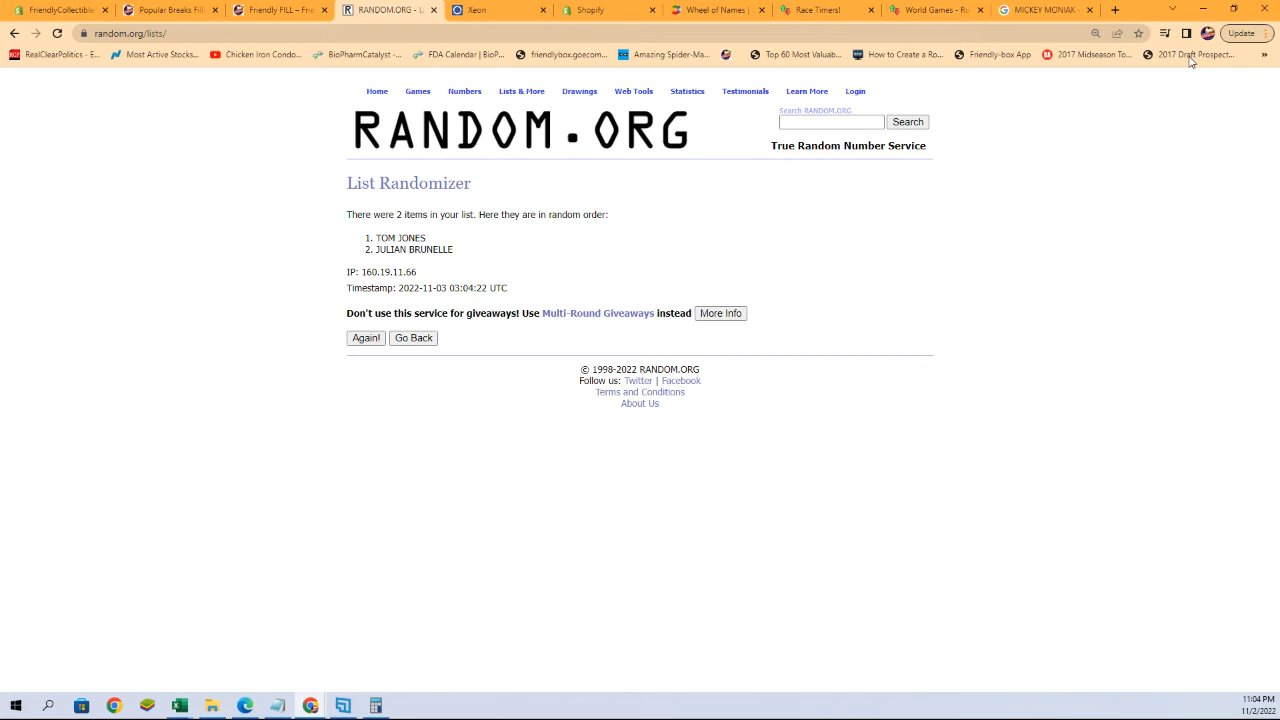 FriendlyCollectible:
Popular Breaks Fill
Friendly FILL – Fre
RANDOM.ORG - L
Xeon
Shopify
Wheel of Names |
Race Timers!
World Games - Ru
MICKEY MONIAK -
random.org/lists/
Update
RealClearPolitics - E...
Most Active Stocks...
Chicken Iron Condo...
BioPharmCatalyst -...
FDA Calendar | BioP...
friendlybox.goecom...
Amazing Spider-Ma...
Top 60 Most Valuab...
How to Create a Ro...
Friendly-box App
2017 Midseason To...
2017 Draft Prospect...
»
Home Games Numbers Lists & More Drawings Web Tools Statistics Testimonials Learn More Login
RANDOM.ORG
Search RANDOM.ORG
Search
True Random Number Service
List Randomizer
There were 2 items in your list. Here they are in random order:
1. TOM JONES
2. JULIAN BRUNELLE
IP: 160.19.11.66
Timestamp: 2022-11-03 03:04:22 UTC
Don't use this service for giveaways! Use Multi-Round Giveaways instead More Info
Again! Go Back
© 1998-2022 RANDOM.ORG
Follow us: Twitter | Facebook
Terms and Conditions
About Us
11:04 PM
11/2/2022